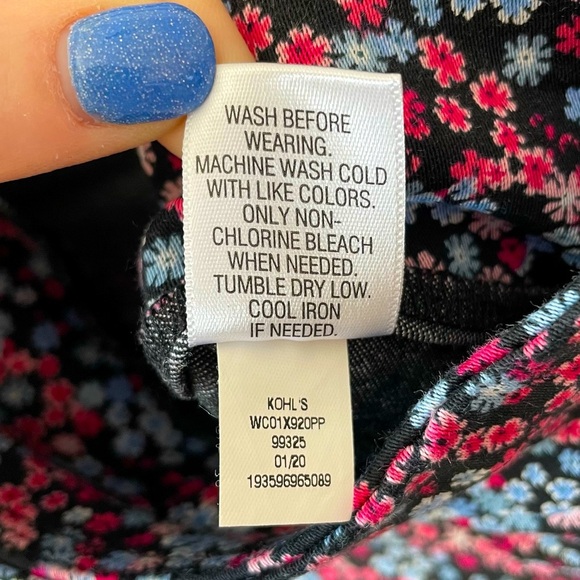 WASH BEFORE
WEARING.
MACHINE WASH COLD
WITH LIKE COLORS.
ONLY NON-
CHLORINE BLEACH
WHEN NEEDED.
TUMBLE DRY LOW.
COOL IRON
IF NEEDED.
KOHL'S
WC01X920PP
99325
01/20
193596965089